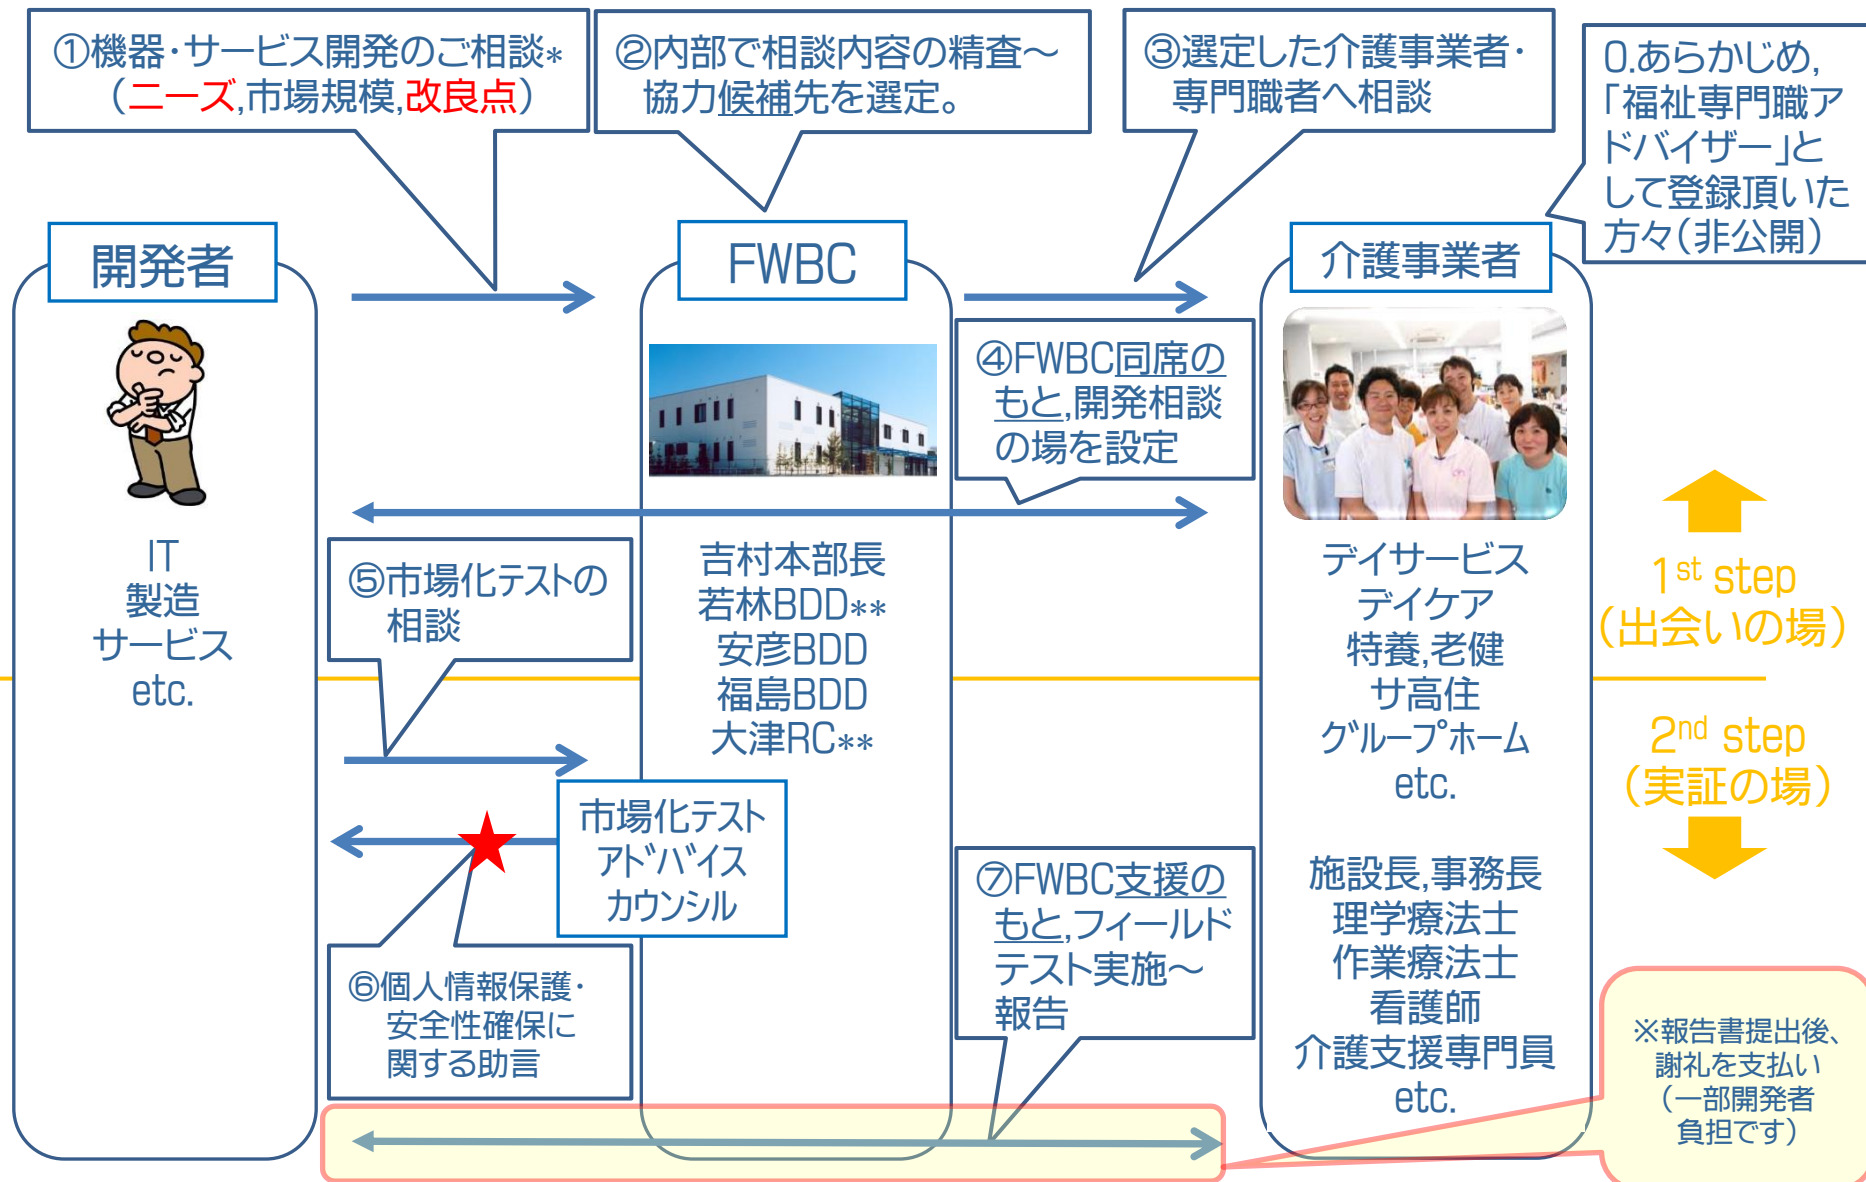 ①機器・サービス開発のご相談*
（ニーズ,市場規模,改良点）
②内部で相談内容の精査～
協力候補先を選定。
③選定した介護事業者・
専門職者へ相談
0.あらかじめ,
「福祉専門職ア
ドバイザー」と
して登録頂いた
方々（非公開）
開発者
FWBC
介護事業者
④FWBC同席の
もと,開発相談
の場を設定
IT
製造
サービス
etc.
⑤市場化テストの
相談
吉村本部長
若林BDD**
安彦BDD
福島BDD
大津RC**
デイサービス
デイケア
特養,老健
サ高住
グループホーム
etc.
1st step
（出会いの場）
2nd step
（実証の場）
市場化テスト
アドバイス
カウンシル
⑥個人情報保護・
安全性確保に
関する助言
⑦FWBC支援の
もと,フィールド
テスト実施～
報告
施設長,事務長
理学療法士
作業療法士
看護師
介護支援専門員
etc.
※報告書提出後、
謝礼を支払い
（一部開発者
負担です）